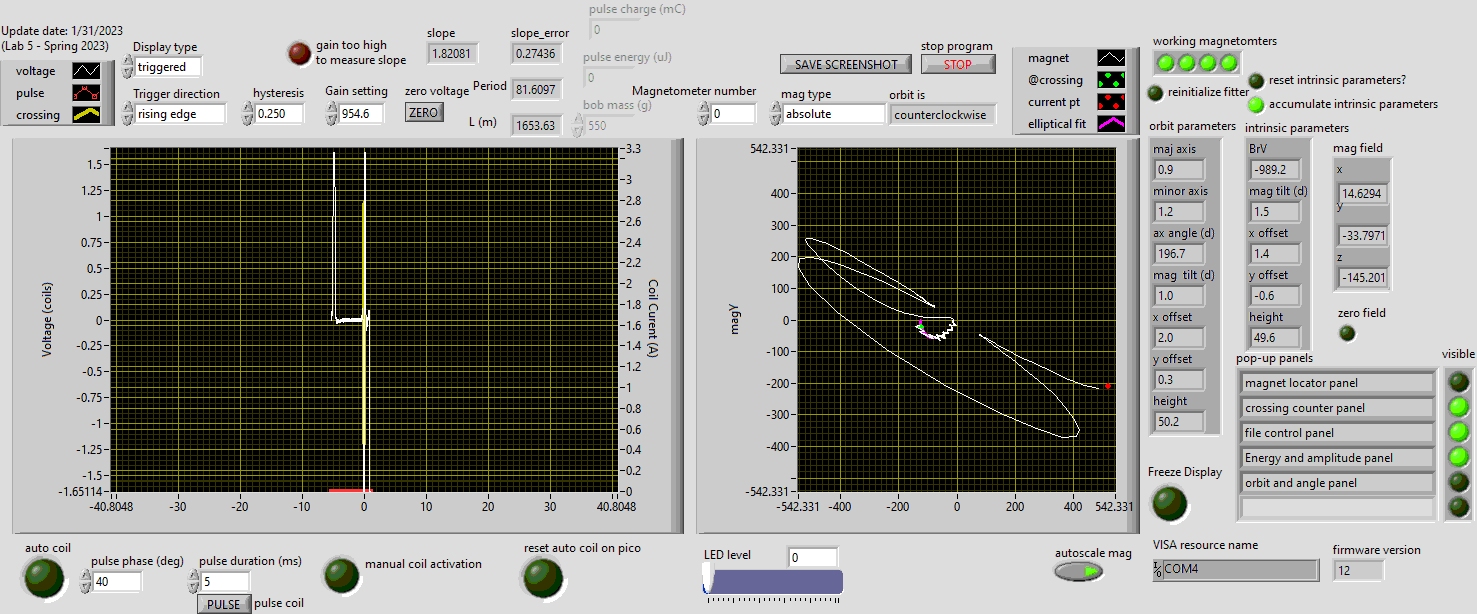 Update date: 1/31/2023
(Lab 5 - Spring 2023)
voltage
pulse
crossing
Display type
triggered
Trigger direction
rising edge
gain too high
to measure slope
hysteresis
0.250
Gain setting
954.6
slope
1.82081
zero voltage
ZERO
Period
81.6097
L (m)
1653.63
slope_error
0.27436
pulse charge (mC)
0
pulse energy (uJ)
0
bob mass (g)
550
Magnetometer number
0
SAVE SCREENSHOT
stop program
STOP
mag type
absolute
orbit is
counterclockwise
magnet
@crossing
current pt
elliptical fit
working magnetomters
reinitialize fitter
reset intrinsic parameters?
accumulate intrinsic parameters
Voltage (coils)
1.5
1.25
1
0.75
0.5
0.25
0
-0.25
-0.5
-0.75
-1
-1.25
-1.5
-1.65114
-40.8048
-30
-20
-10
0
10
20
30
40.8048
3.3
3
2.8
2.6
2.4
2.2
2
1.8
1.6
1.4
1.2
1
0.8
0.6
0.4
0.2
0
Coil Current (A)
magy
542.331
400
300
200
100
0
-100
-200
-300
-400
-542.331
-542.331
-400
-200
0
200
400
542.331
orbit parameters
maj axis
0.9
minor axis
1.2
ax angle (d)
196.7
mag tilt (d)
1.0
x offset
2.0
y offset
0.3
height
50.2
intrinsic parameters
BrV
-989.2
mag tilt (d)
1.5
x offset
1.4
y offset
-0.6
height
49.6
mag field
x
14.6294
y
-33.7971
z
-145.201
zero field
pop-up panels
visible
magnet locator panel
crossing counter panel
file control panel
Energy and amplitude panel
orbit and angle panel
Freeze Display
auto coil
pulse phase (deg)
40
pulse duration (ms)
5
PULSE
pulse coil
manual coil activation
reset auto coil on pico
LED level
0
autoscale mag
VISA resource name
COM4
firmware version
12